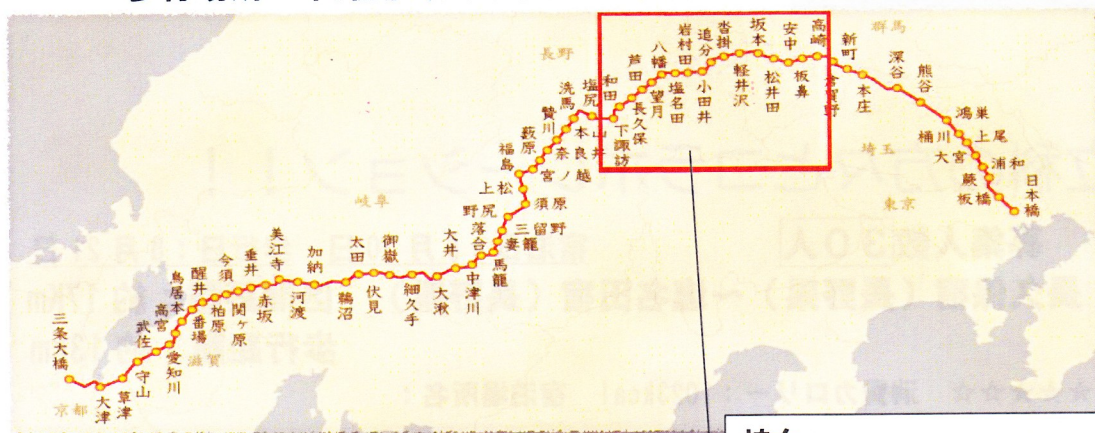 長野
群馬
岐阜
埼玉
東京
滋賀
京都
日本橋
板橋
蕨
浦和
大宮
上尾
桶川
鴻巣
熊谷
深谷
本庄
新町
倉賀野
高崎
板鼻
安中
松井田
坂本
軽井沢
沓掛
追分
小田井
岩村田
塩名田
八幡
望月
芦田
長久保
和田
下諏訪
塩尻
洗馬
本山
贄川
奈良井
藪原
宮ノ越
福島
上松
須原
野尻
三留野
妻籠
馬籠
落合
中津川
大井
大湫
細久手
御嶽
伏見
太田
鵜沼
加納
河渡
美江寺
赤坂
垂井
関ヶ原
今須
柏原
醒井
番場
鳥居本
高宮
愛知川
武佐
守山
草津
大津
三条大橋